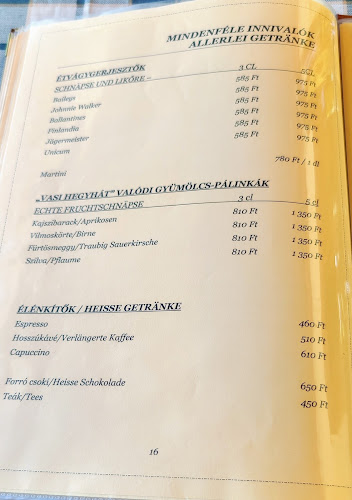 MINDENFÉLE INNIVALÓK
ALLERLEI GETRÄNKE
ÉTVÁGYGERJESZTŐK 3 CL 5CL
SCHNÄPSE UND LIKÖRE – 585 Ft 975 Ft
Baileys 585 Ft 975 Ft
Johnnie Walker 585 Ft 975 Ft
Ballantines 585 Ft 975 Ft
Finlandia 585 Ft 975 Ft
Jägermeister 585 Ft 975 Ft
Unicum
780 Ft / 1 dl
Martini
„VASI HEGYHÁT” VALÓDI GYÜMÖLCS-PÁLINKÁK
ECHTE FRUCHTSCHNÄPSE 3 cl 5 cl
Kajszibarack/Aprikosen 810 Ft 1 350 Ft
Vilmoskörte/Birne 810 Ft 1 350 Ft
Fürtösmeggy/Traubig Sauerkirsche 810 Ft 1 350 Ft
Szilva/Pflaume 810 Ft 1 350 Ft
ÉLÉNKÍTŐK / HEISSE GETRÄNKE
Espresso 460 Ft
Hosszúkávé/Verlängerte Kaffee 510 Ft
Capuccino 610 Ft
Forró csoki/Heisse Schokolade 650 Ft
Teák/Tees 450 Ft
16